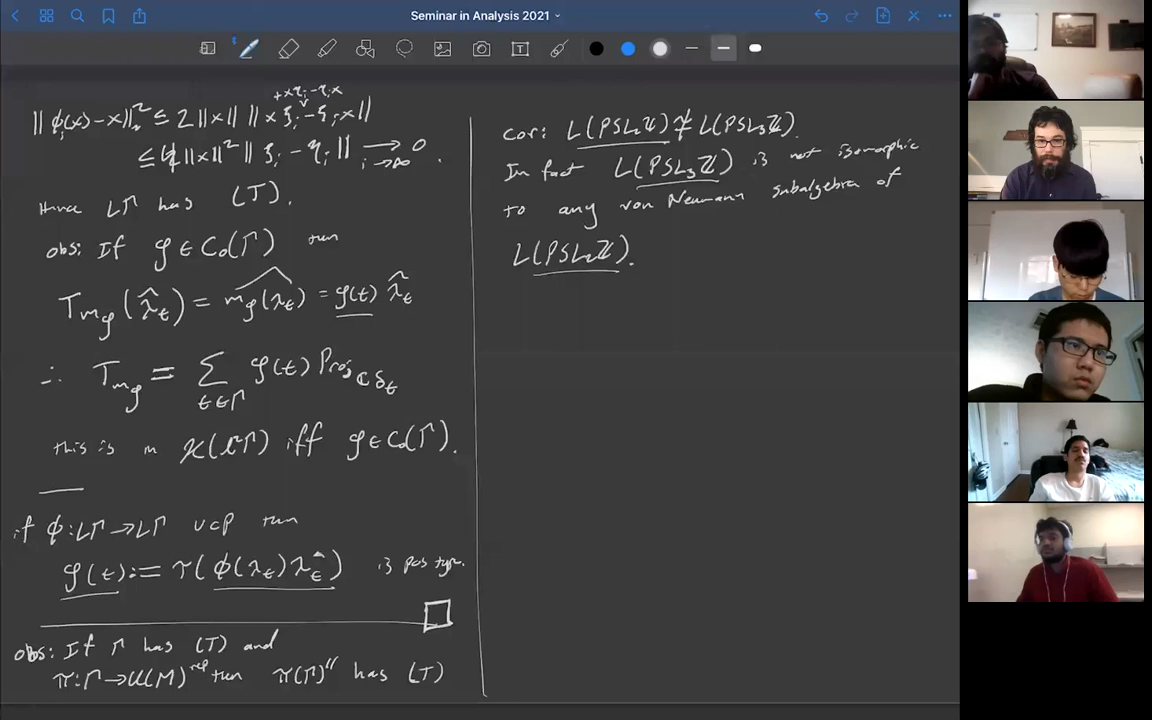 Seminar in Analysis 2021
+ x η_i - η_i x
‖ϕ_i(x) - x‖₂² ≤ 2‖x‖ ‖x ξ_i - ξ_i x‖
≤ 4‖x‖² ‖ξ_i - η_i‖ ⟶ 0
i→∞ .
Hence LΓ has (T).
obs: If φ ∈ C₀(Γ) then
T_{m_φ}(λ̂_t) = m_φ(λ_t)^ = φ(t) λ̂_t
∴ T_{m_φ} = Σ_{t∈Γ} φ(t) Proj_{ℂδ_t}
this is in K(ℓ²Γ) iff φ ∈ C₀(Γ).
if ϕ: LΓ → LΓ ucp then
φ(t) := τ(ϕ(λ_t) λ_t^*) is pos type.
□
obs: If Γ has (T) and
π: Γ → U(M) rep then π(Γ)'' has (T)
cor: L(PSL₂ℤ) ≄ L(PSL₃ℤ).
In fact L(PSL₃ℤ) is not isomorphic
to any von Neumann subalgebra of
L(PSL₂ℤ).